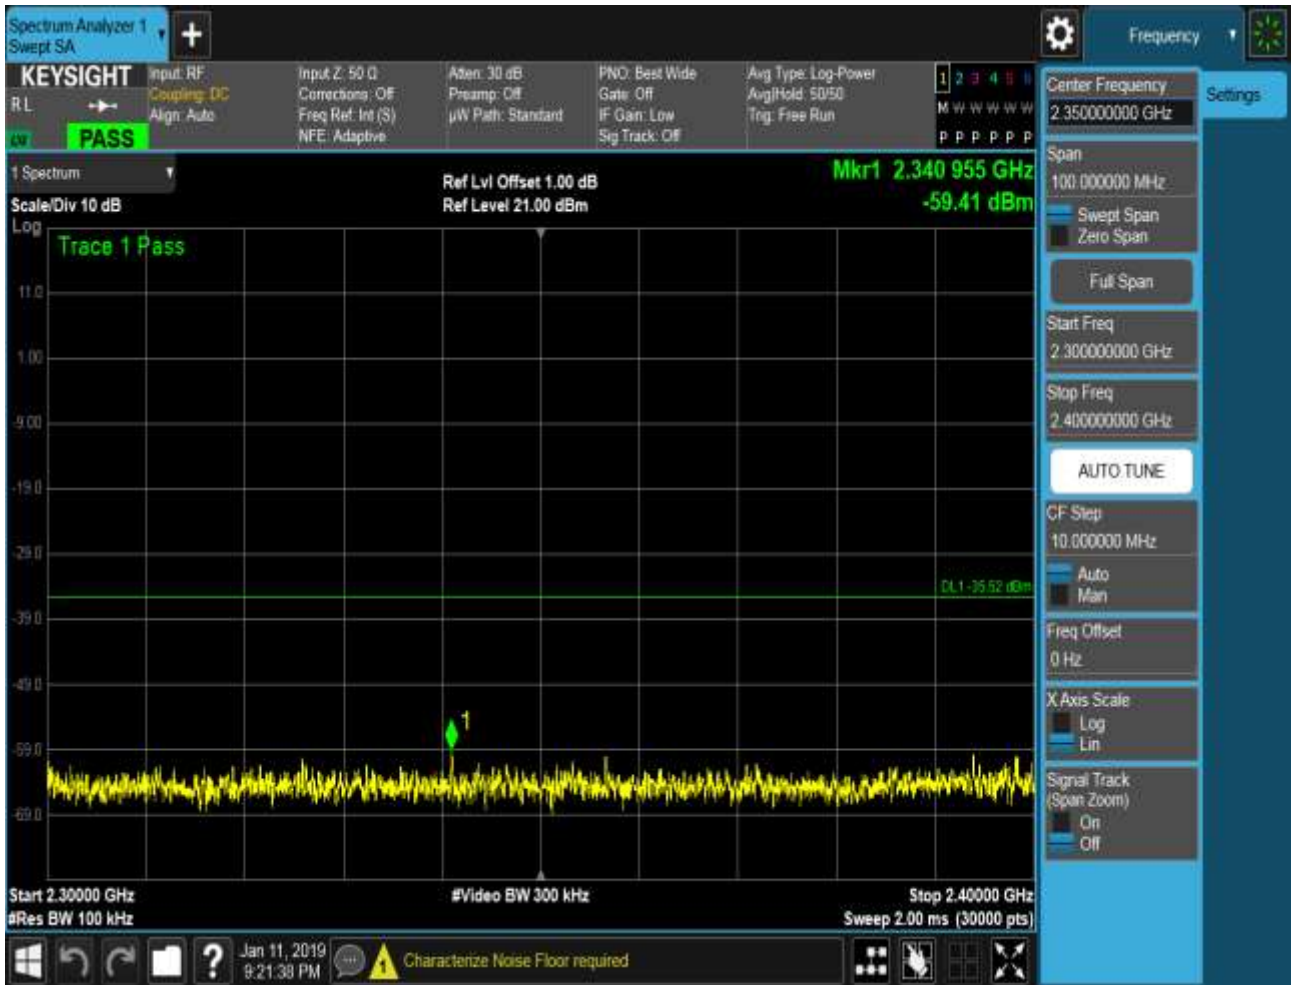 Spectrum Analyzer 1
Swept SA
+
Frequency
KEYSIGHT
RL
PASS
Input: RF
Coupling: DC
Align: Auto
Input Z: 50 Ω
Corrections: Off
Freq Ref: Int (S)
NFE: Adaptive
Atten: 30 dB
Preamp: Off
µW Path: Standard
PNO: Best Wide
Gate: Off
IF Gain: Low
Sig Track: Off
Avg Type: Log-Power
Avg|Hold: 50/50
Trig: Free Run
1 2 3 4 5 6
M W W W W W
P P P P P P
1 Spectrum
Scale/Div 10 dB
Log
Ref Lvl Offset 1.00 dB
Ref Level 21.00 dBm
Mkr1 2.340 955 GHz
-59.41 dBm
Trace 1 Pass
11.0
1.00
-9.00
-19.0
-29.0
DL1 -35.52 dBm
-39.0
-49.0
1
-59.0
-69.0
Start 2.30000 GHz
#Res BW 100 kHz
#Video BW 300 kHz
Stop 2.40000 GHz
Sweep 2.00 ms (30000 pts)
?
Jan 11, 2019
9:21:38 PM
1
Characterize Noise Floor required
Center Frequency
2.350000000 GHz
Settings
Span
100.000000 MHz
Swept Span
Zero Span
Full Span
Start Freq
2.300000000 GHz
Stop Freq
2.400000000 GHz
AUTO TUNE
CF Step
10.000000 MHz
Auto
Man
Freq Offset
0 Hz
X Axis Scale
Log
Lin
Signal Track
(Span Zoom)
On
Off